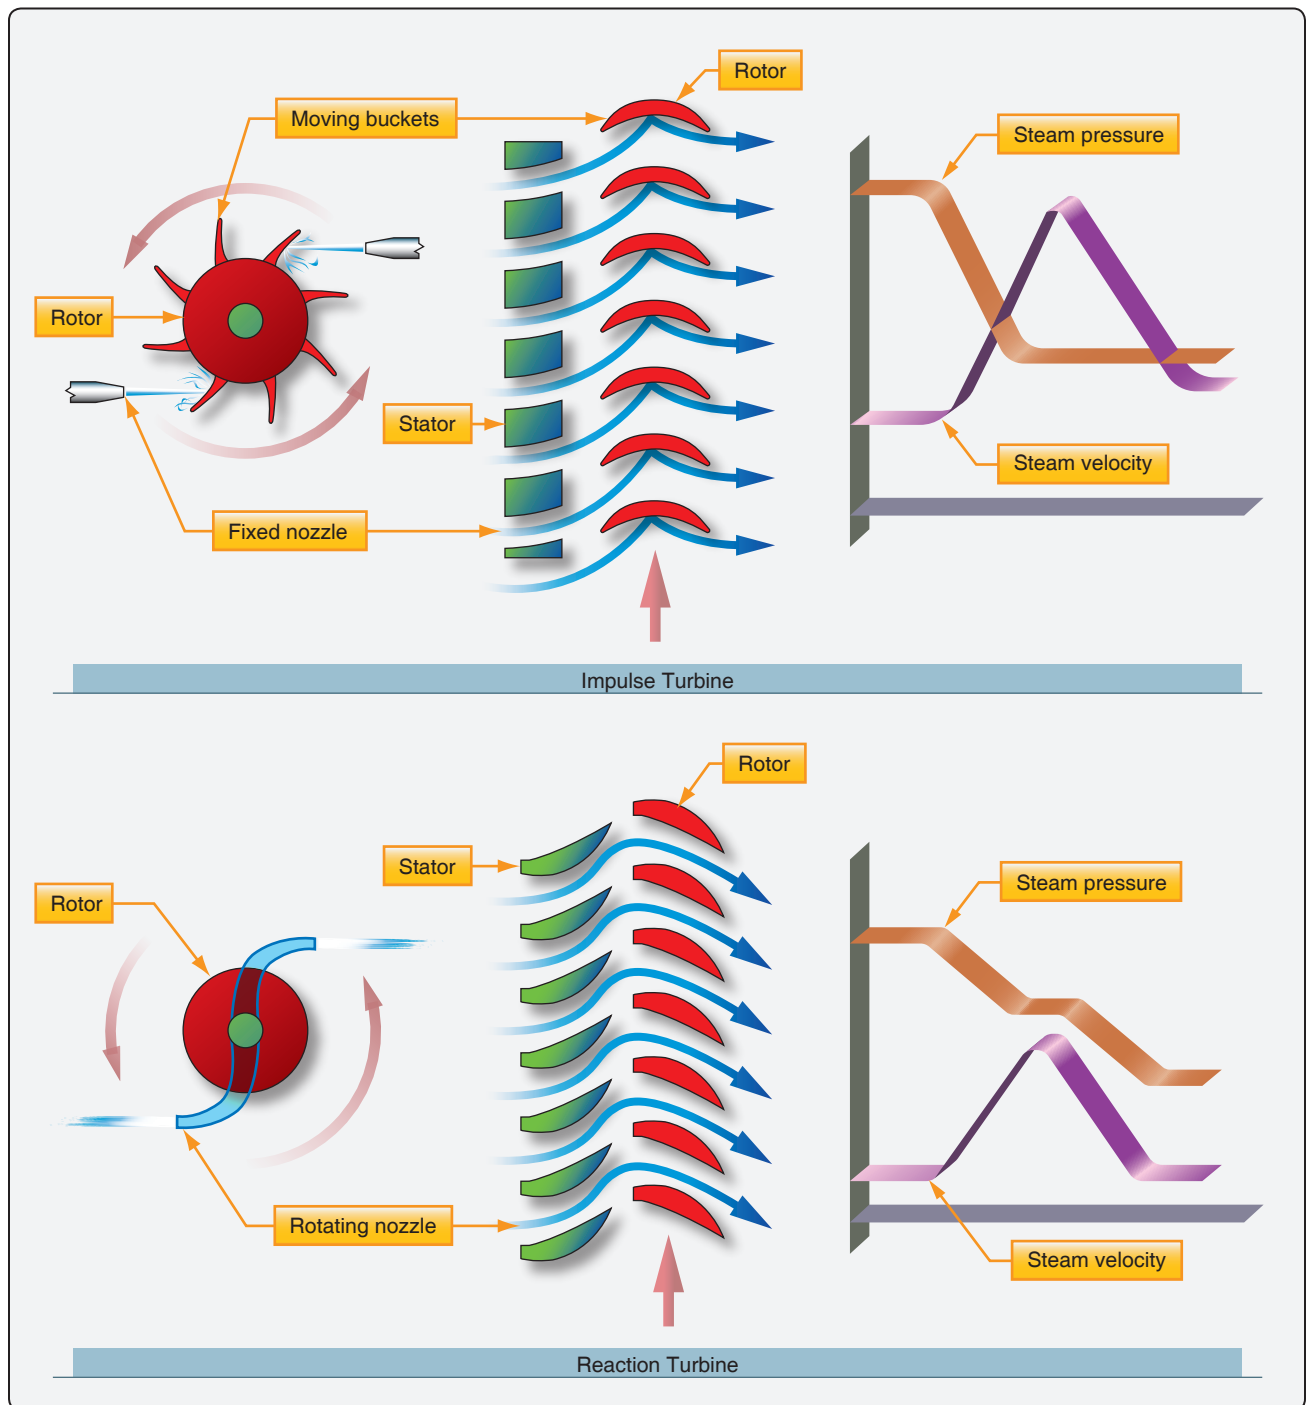 Rotor
Moving buckets
Steam pressure
Rotor
Stator
Steam velocity
Fixed nozzle
Impulse Turbine
Rotor
Stator
Steam pressure
Rotor
Rotating nozzle
Steam velocity
Reaction Turbine